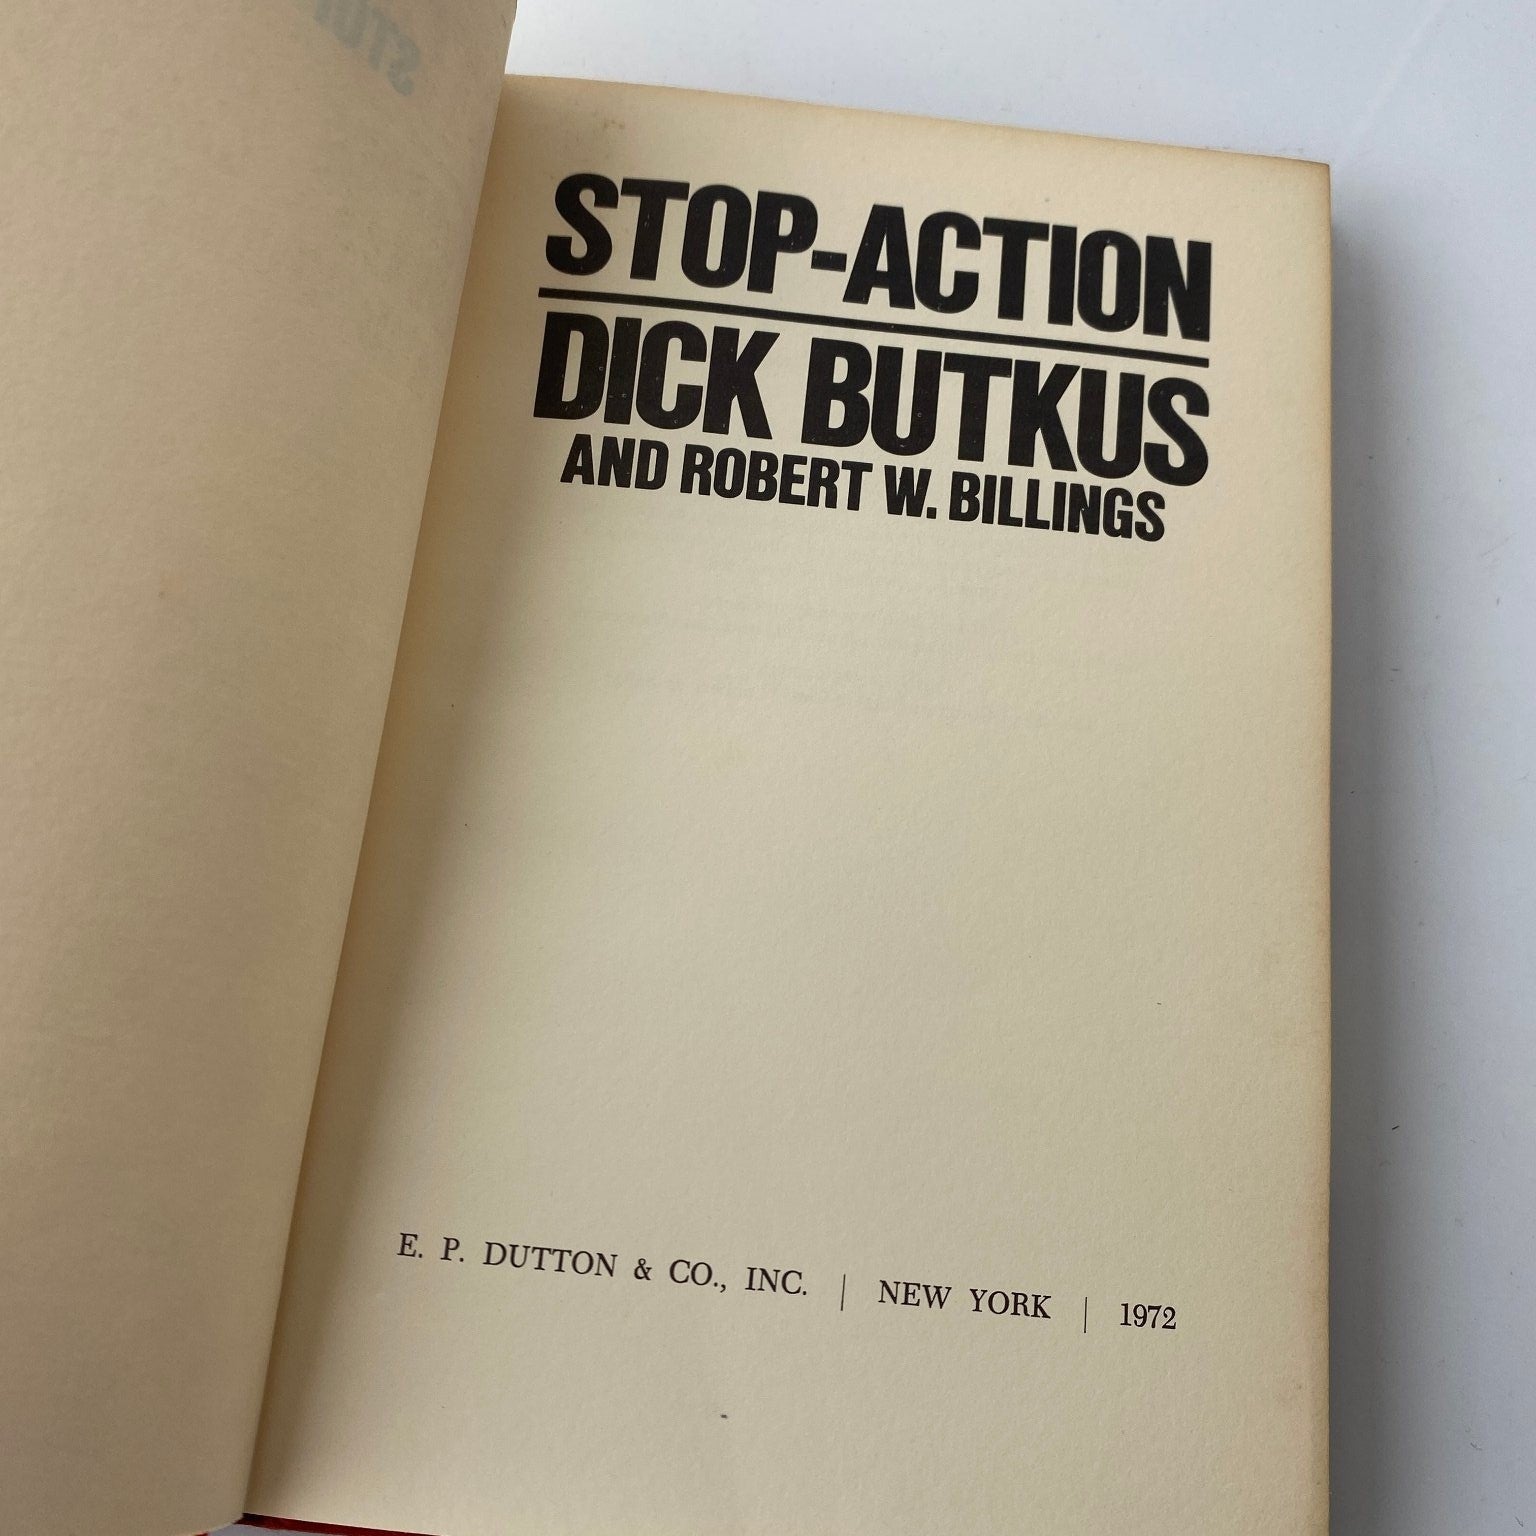 STOP-ACTION
DICK BUTKUS
AND ROBERT W. BILLINGS
E. P. DUTTON & CO., INC. | NEW YORK | 1972